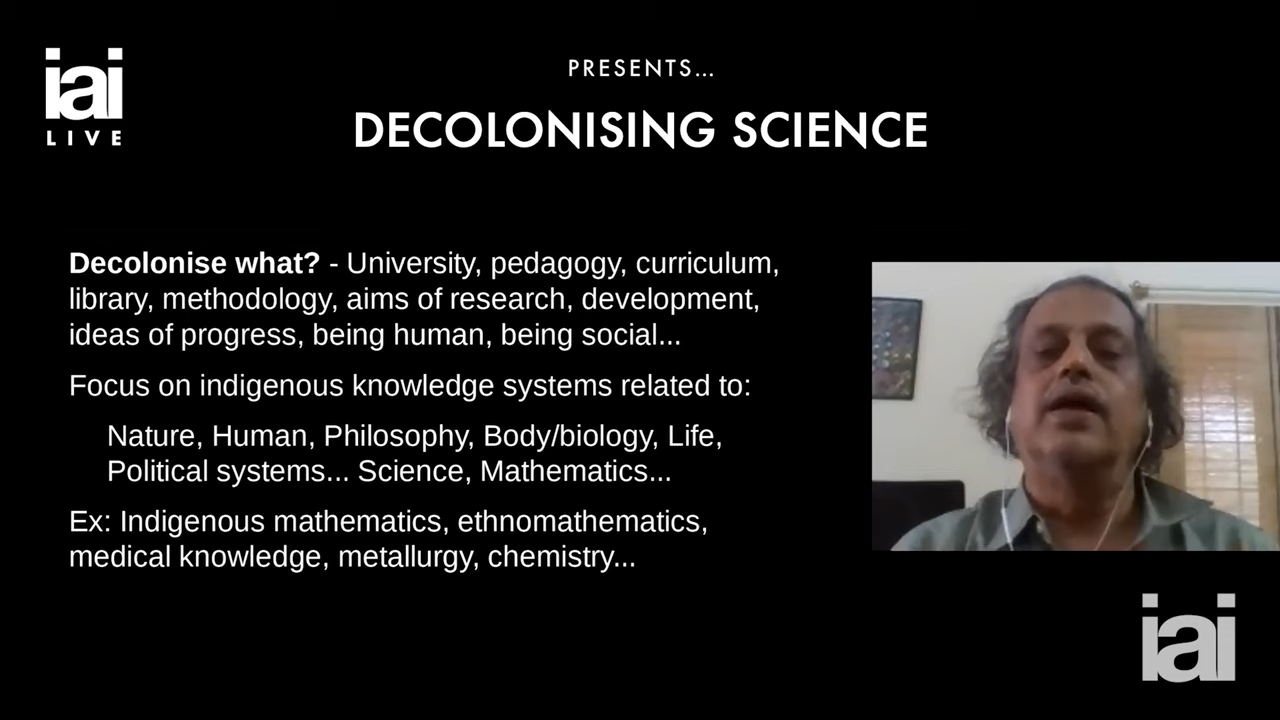 iai
LIVE
PRESENTS...
DECOLONISING SCIENCE
Decolonise what? - University, pedagogy, curriculum,
library, methodology, aims of research, development,
ideas of progress, being human, being social...
Focus on indigenous knowledge systems related to:
Nature, Human, Philosophy, Body/biology, Life,
Political systems... Science, Mathematics...
Ex: Indigenous mathematics, ethnomathematics,
medical knowledge, metallurgy, chemistry...
iai